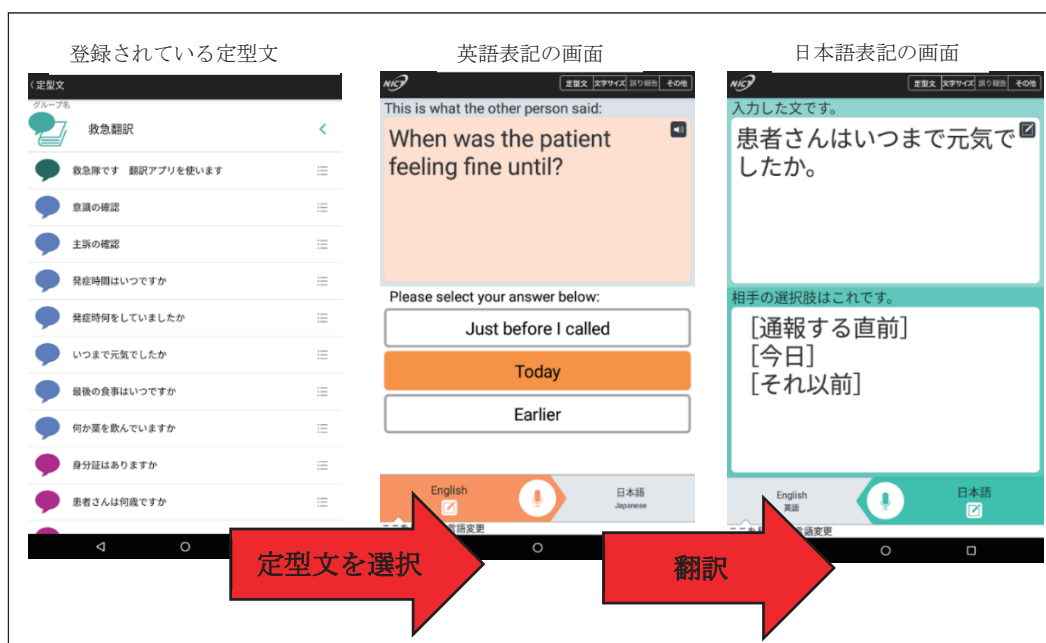 登録されている定型文
英語表記の画面
日本語表記の画面
定型文
グループ名
救急翻訳
救急隊です 翻訳アプリを使います
意識の確認
主訴の確認
発症時間はいつですか
発症時何をしていましたか
いつまで元気でしたか
最後の食事はいつですか
何か薬を飲んでいますか
身分証はありますか
患者さんは何歳ですか
NICT
定型文 文字サイズ 誤り報告 その他
This is what the other person said:
When was the patient
feeling fine until?
Please select your answer below:
Just before I called
Today
Earlier
English
日本語
Japanese
言語変更
NICT
定型文 文字サイズ 誤り報告 その他
入力した文です。
患者さんはいつまで元気で
したか。
相手の選択肢はこれです。
[通報する直前]
[今日]
[それ以前]
English
英語
日本語
語変更
定型文を選択
翻訳